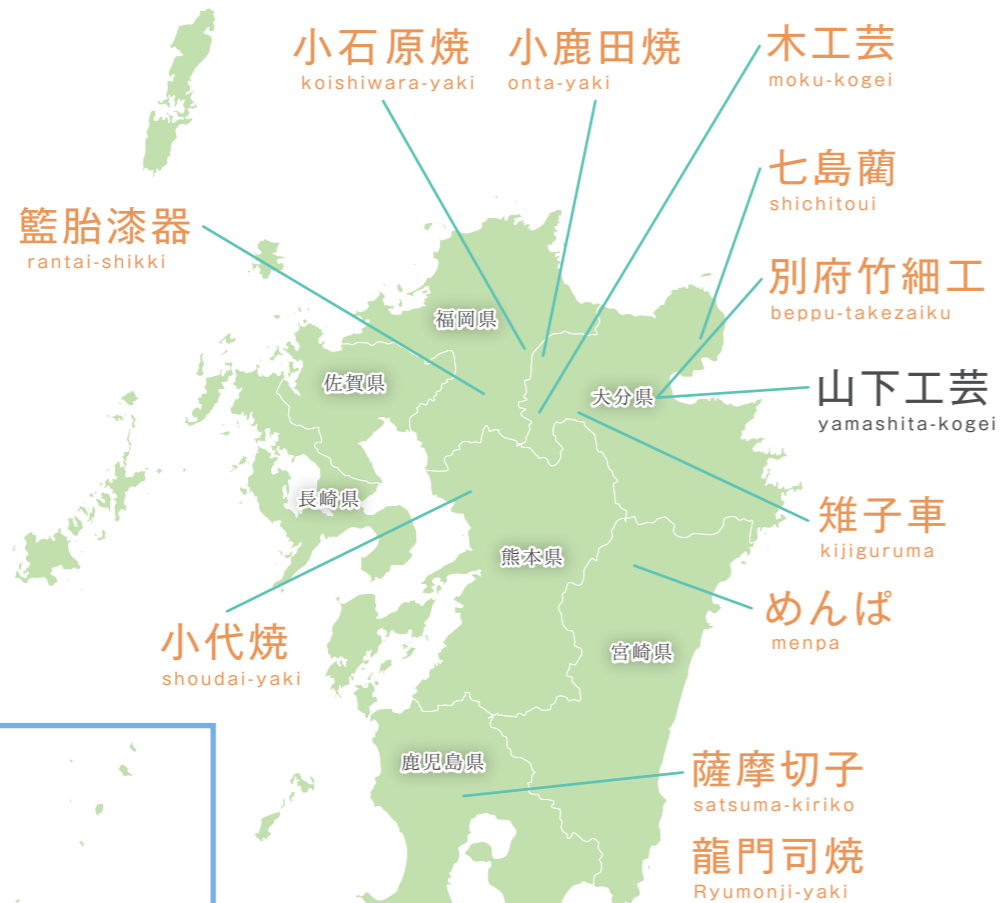 小石原焼
koishiwara-yaki
小鹿田焼
onta-yaki
木工芸
moku-kogei
七島藺
shichitoui
籃胎漆器
rantai-shikki
別府竹細工
beppu-takezaiku
福岡県
佐賀県
大分県
山下工芸
yamashita-kogei
長崎県
雉子車
kijiguruma
熊本県
めんぱ
menpa
小代焼
shoudai-yaki
宮崎県
鹿児島県
薩摩切子
satsuma-kiriko
龍門司焼
Ryumonji-yaki